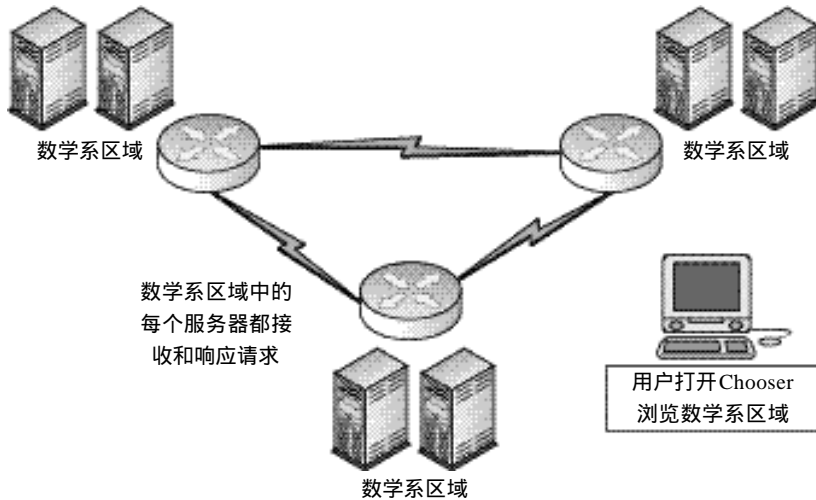 数学系区域
数学系区域
数学系区域中的
每个服务器都接
收和响应请求
用户打开Chooser
浏览数学系区域
数学系区域